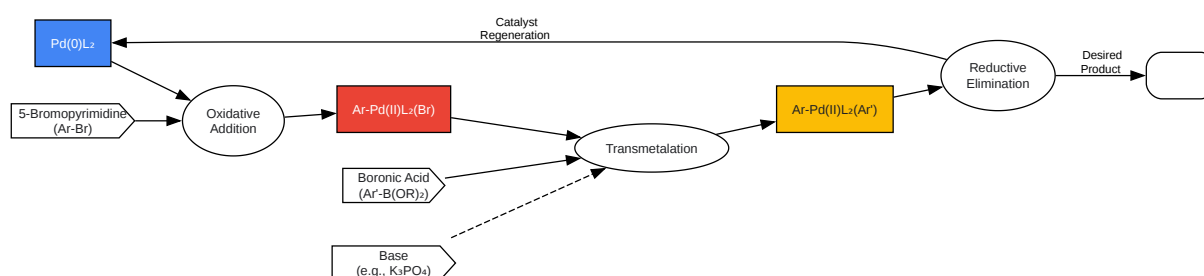 Catalyst
Regeneration
Pd(0)L₂
Desired
Product
Reductive
Elimination
5-Bromopyrimidine
(Ar-Br)
Oxidative
Addition
Ar-Pd(II)L₂(Br)
Ar-Pd(II)L₂(Ar')
Transmetalation
Boronic Acid
(Ar'-B(OR)₂)
Base
(e.g., K₃PO₄)